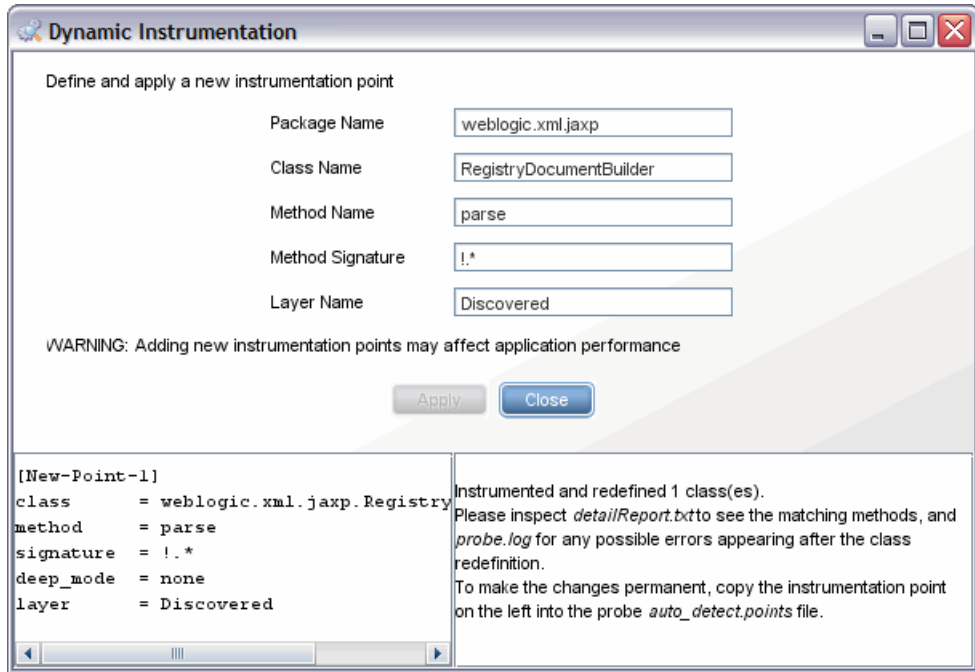 Dynamic Instrumentation
Define and apply a new instrumentation point
Package Name weblogic.xml.jaxp
Class Name RegistryDocumentBuilder
Method Name parse
Method Signature !.*
Layer Name Discovered
WARNING: Adding new instrumentation points may affect application performance
Apply Close
[New-Point-1]
class = weblogic.xml.jaxp.Registry
method = parse
signature = !.*
deep_mode = none
layer = Discovered
Instrumented and redefined 1 class(es).
Please inspect detailReport.txt to see the matching methods, and
probe.log for any possible errors appearing after the class
redefinition.
To make the changes permanent, copy the instrumentation point
on the left into the probe auto_detect.points file.